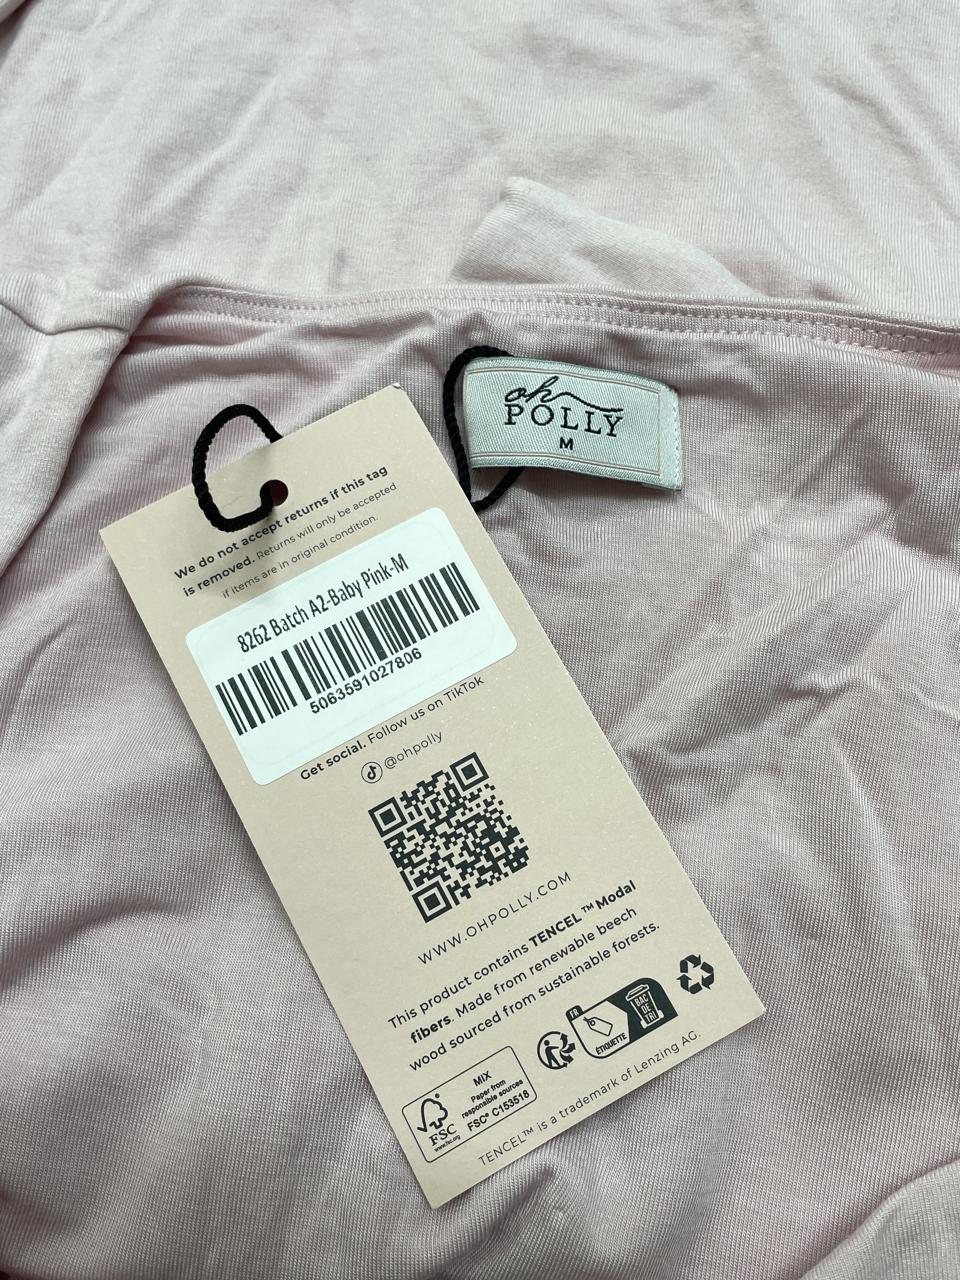 oh
POLLY
M
We do not accept returns if this tag
is removed. Returns will only be accepted
if items are in original condition.
8262 Batch A2-Baby Pink-M
5063591027806
Get social. Follow us on TikTok
@ohpolly
WWW.OHPOLLY.COM
This product contains TENCEL™ Modal
fibers. Made from renewable beech
wood sourced from sustainable forests.
FR
ÉTIQUETTE
BAC
DE
TRI
FSC
www.fsc.org
MIX
Paper from
responsible sources
FSC® C153518
TENCEL™ is a trademark of Lenzing AG.